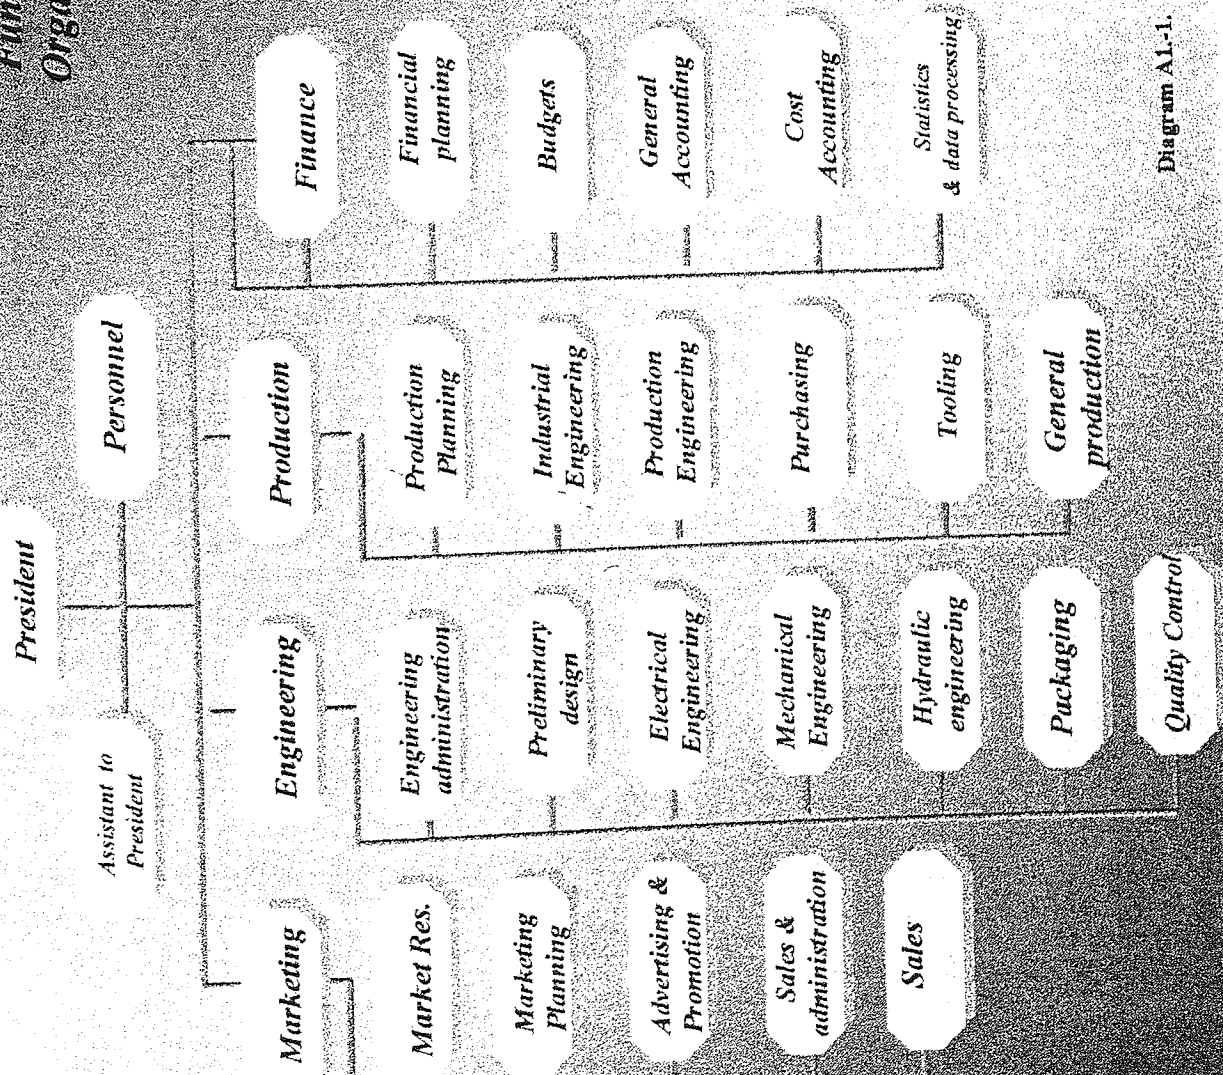 Fun
Orga
President
Assistant to
President
Personnel
Marketing
Market Res.
Marketing
Planning
Advertising &
Promotion
Sales &
administration
Sales
Engineering
Engineering
administration
Preliminary
design
Electrical
Engineering
Mechanical
Engineering
Hydraulic
engineering
Packaging
Quality Control
Production
Production
Planning
Industrial
Engineering
Production
Engineering
Purchasing
Tooling
General
production
Finance
Financial
planning
Budgets
General
Accounting
Cost
Accounting
Statistics
& data processing
Diagram A1.-1.